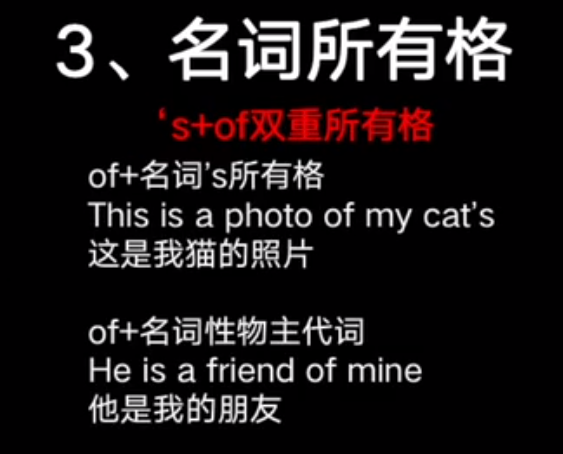 3、名词所有格
‘s+of双重所有格
of+名词’s所有格
This is a photo of my cat’s
这是我猫的照片
of+名词性物主代词
He is a friend of mine
他是我的朋友